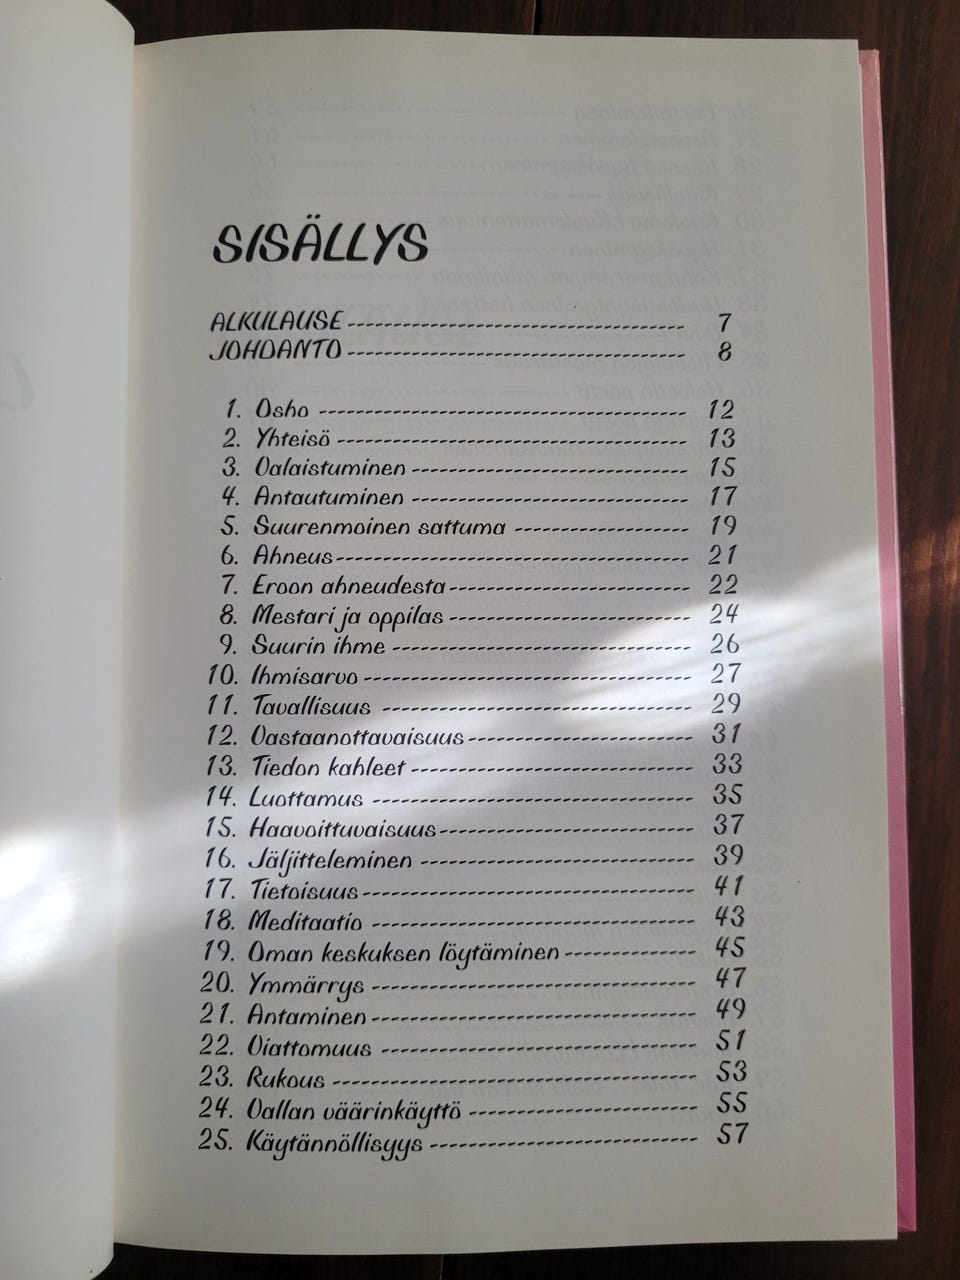 SISÄLLYS
ALKULAUSE ---------------------------------- 7
JOHDANTO ---------------------------------- 8
1. Osho ------------------------------------- 12
2. Yhteisö ----------------------------------- 13
3. Valaistuminen ---------------------------- 15
4. Antautuminen ---------------------------- 17
5. Suurenmoinen sattuma ------------------ 19
6. Ahneus ------------------------------------ 21
7. Eroon ahneudesta ------------------------ 22
8. Mestari ja oppilas ------------------------ 24
9. Suurin ihme ------------------------------ 26
10. Ihmisarvo --------------------------------- 27
11. Tavallisuus ------------------------------- 29
12. Vastaanottavaisuus ---------------------- 31
13. Tiedon kahleet ---------------------------- 33
14. Luottamus -------------------------------- 35
15. Haavoittuvaisuus ------------------------- 37
16. Jäljitteleminen --------------------------- 39
17. Tietoisuus --------------------------------- 41
18. Meditaatio -------------------------------- 43
19. Oman keskuksen löytäminen ------------- 45
20. Ymmärrys -------------------------------- 47
21. Antaminen -------------------------------- 49
22. Viattomuus ------------------------------- 51
23. Rukous ------------------------------------ 53
24. Vallan väärinkäyttö ---------------------- 55
25. Käytännöllisyys --------------------------- 57